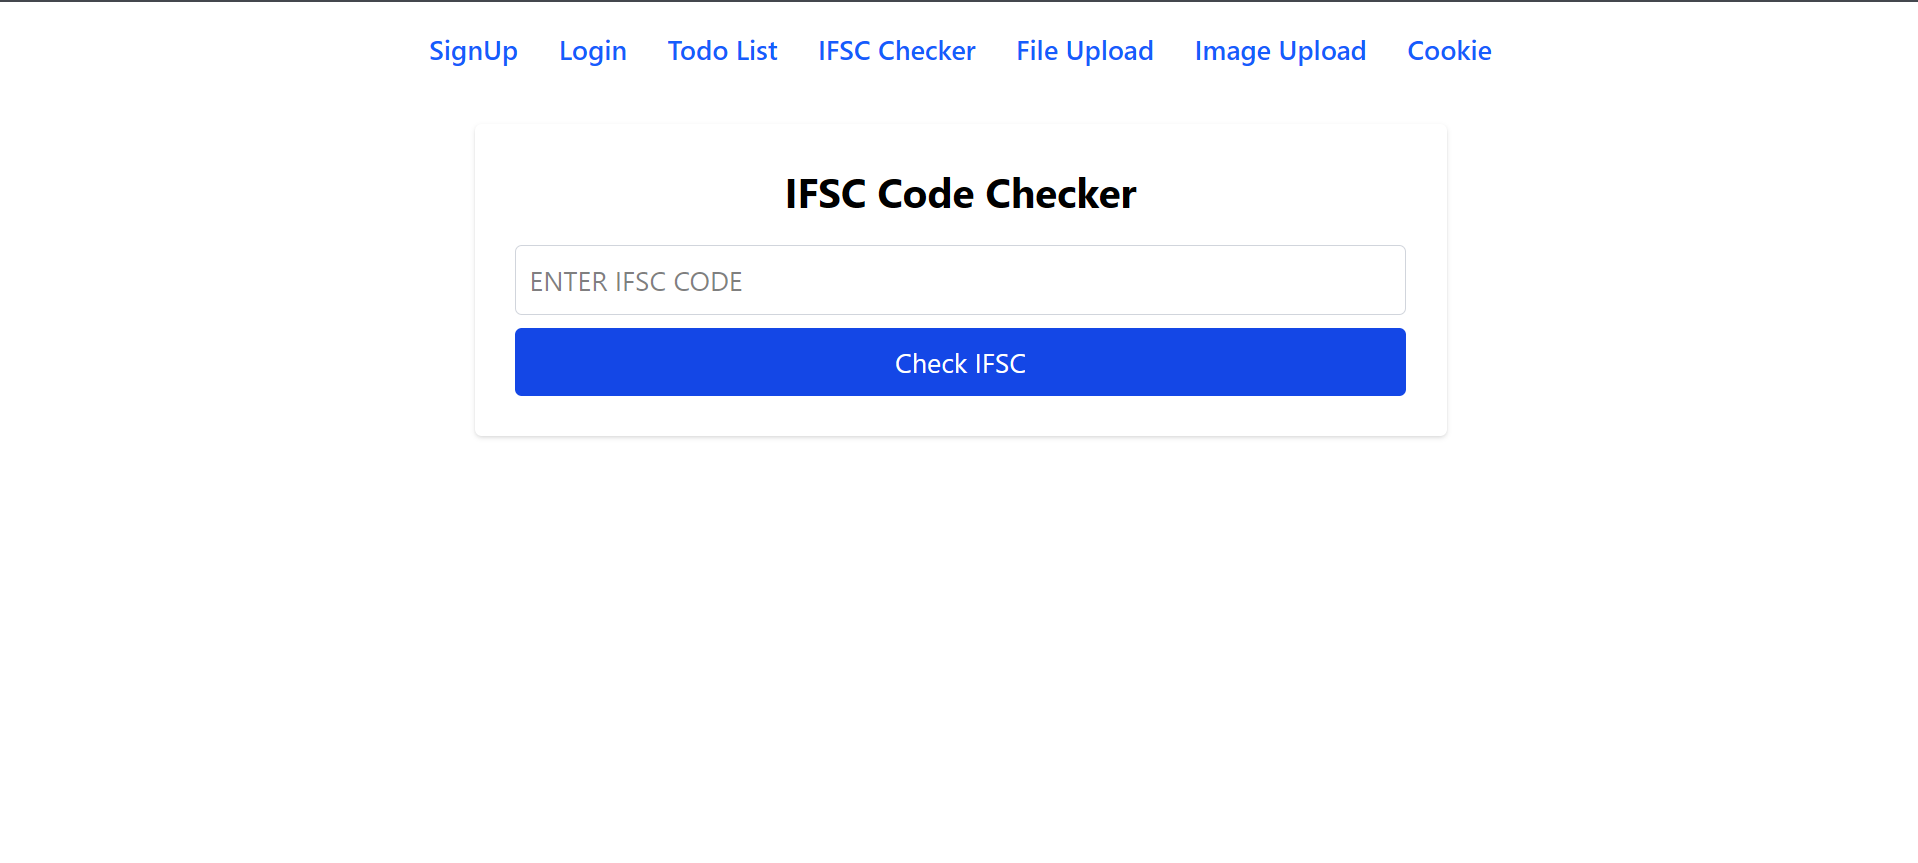 SignUp Login Todo List IFSC Checker File Upload Image Upload Cookie
IFSC Code Checker
ENTER IFSC CODE
Check IFSC